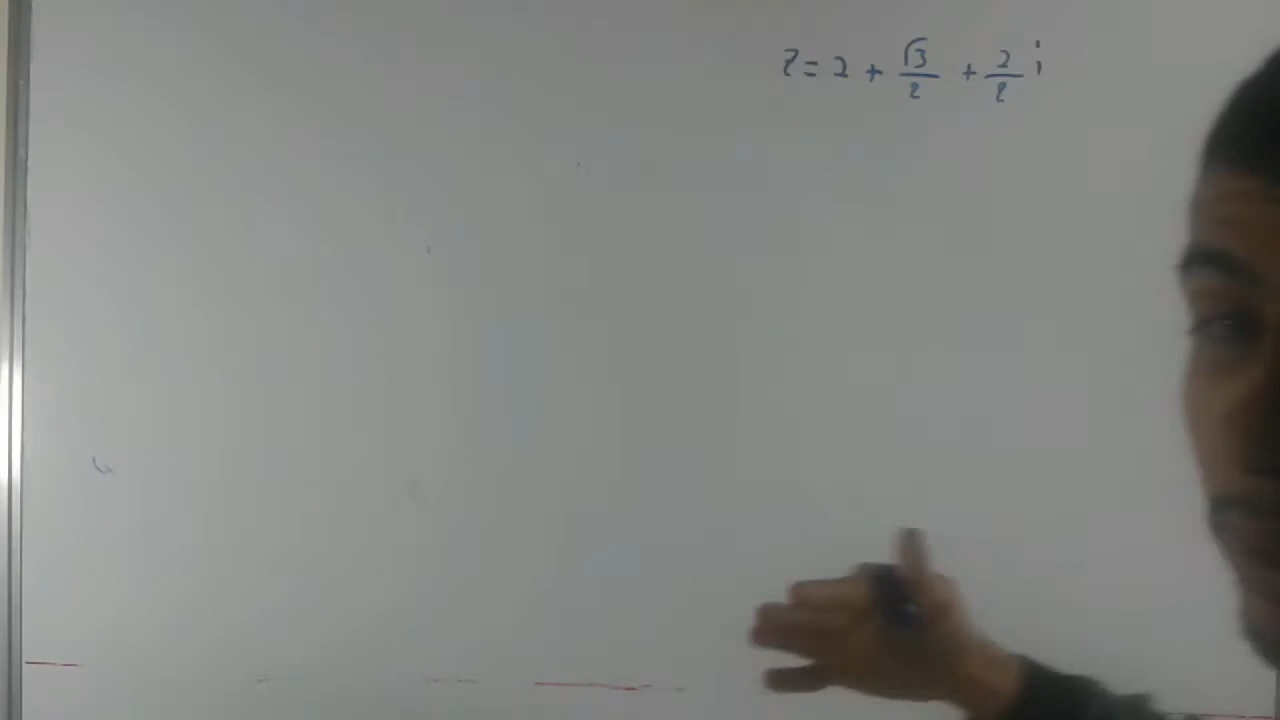 z = 2 + √3/2 + 2/2 i